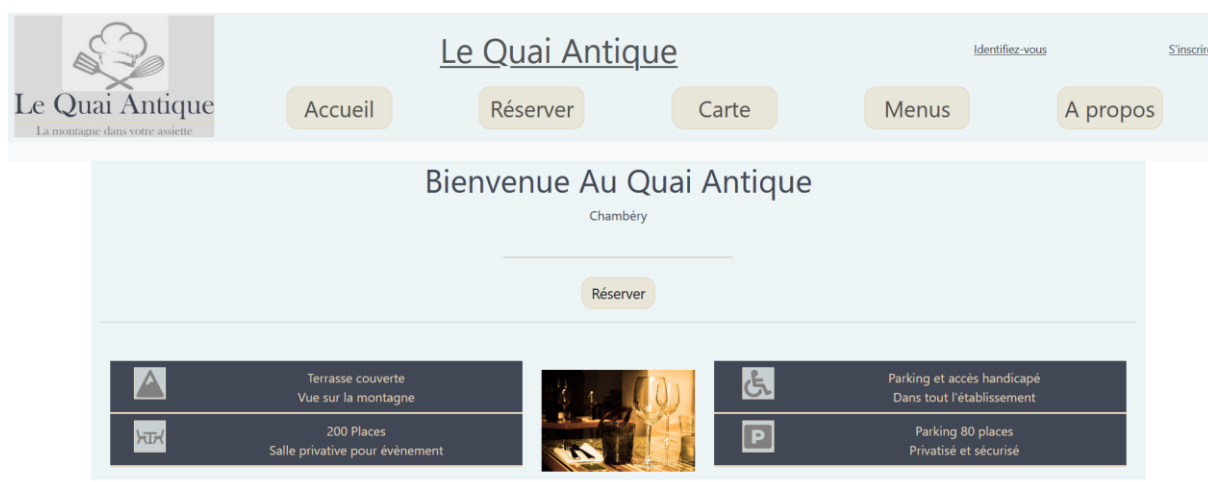 Le Quai Antique
La montagne dans votre assiette
Le Quai Antique
Identifiez-vous
S'inscrire
Accueil
Réserver
Carte
Menus
A propos
Bienvenue Au Quai Antique
Chambéry
Réserver
Terrasse couverte
Vue sur la montagne
200 Places
Salle privative pour évènement
Parking et accès handicapé
Dans tout l'établissement
P
Parking 80 places
Privatisé et sécurisé